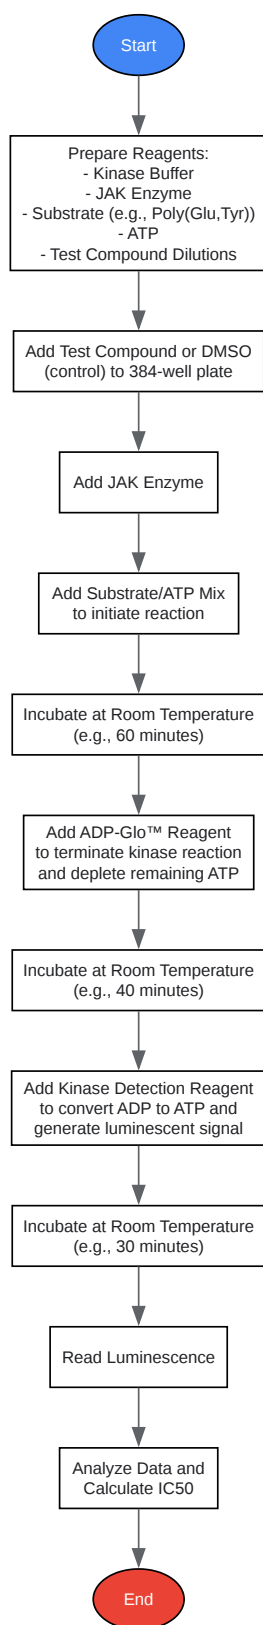 Start
Prepare Reagents:
- Kinase Buffer
- JAK Enzyme
- Substrate (e.g., Poly(Glu,Tyr))
- ATP
- Test Compound Dilutions
Add Test Compound or DMSO
(control) to 384-well plate
Add JAK Enzyme
Add Substrate/ATP Mix
to initiate reaction
Incubate at Room Temperature
(e.g., 60 minutes)
Add ADP-Glo™ Reagent
to terminate kinase reaction
and deplete remaining ATP
Incubate at Room Temperature
(e.g., 40 minutes)
Add Kinase Detection Reagent
to convert ADP to ATP and
generate luminescent signal
Incubate at Room Temperature
(e.g., 30 minutes)
Read Luminescence
Analyze Data and
Calculate IC50
End